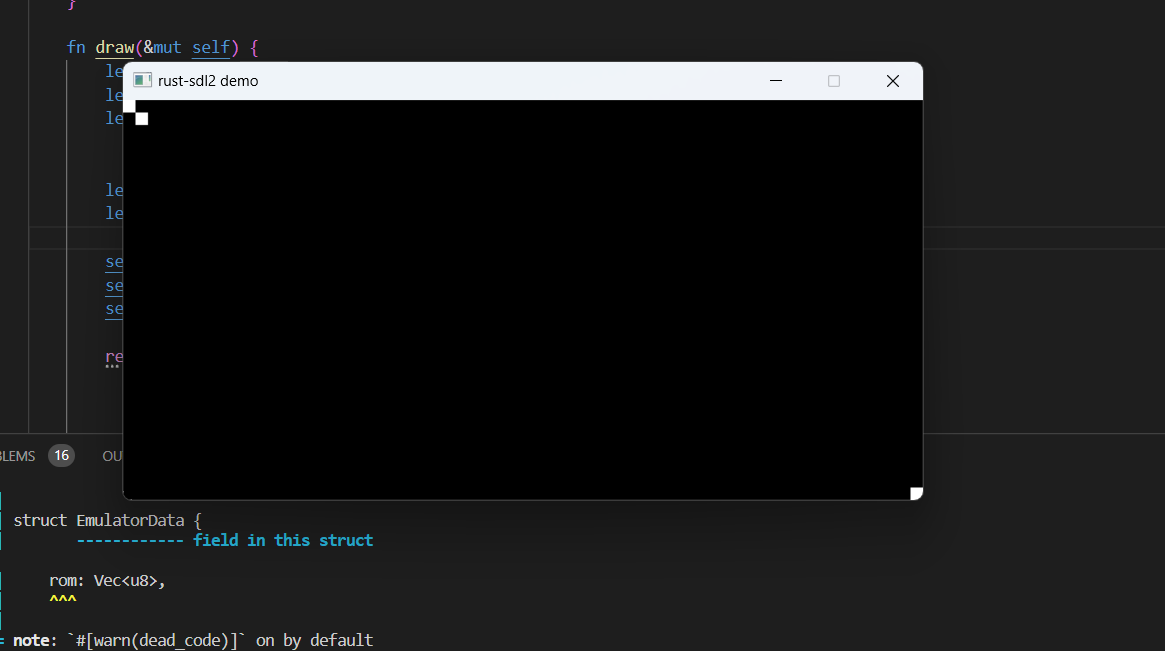 }
fn draw(&mut self) {
le
rust-sdl2 demo
le
le
le
le
se
se
se
re
BLEMS 16 OU
struct EmulatorData {
------------ field in this struct
rom: Vec<u8>,
^^^
= note: `#[warn(dead_code)]` on by default